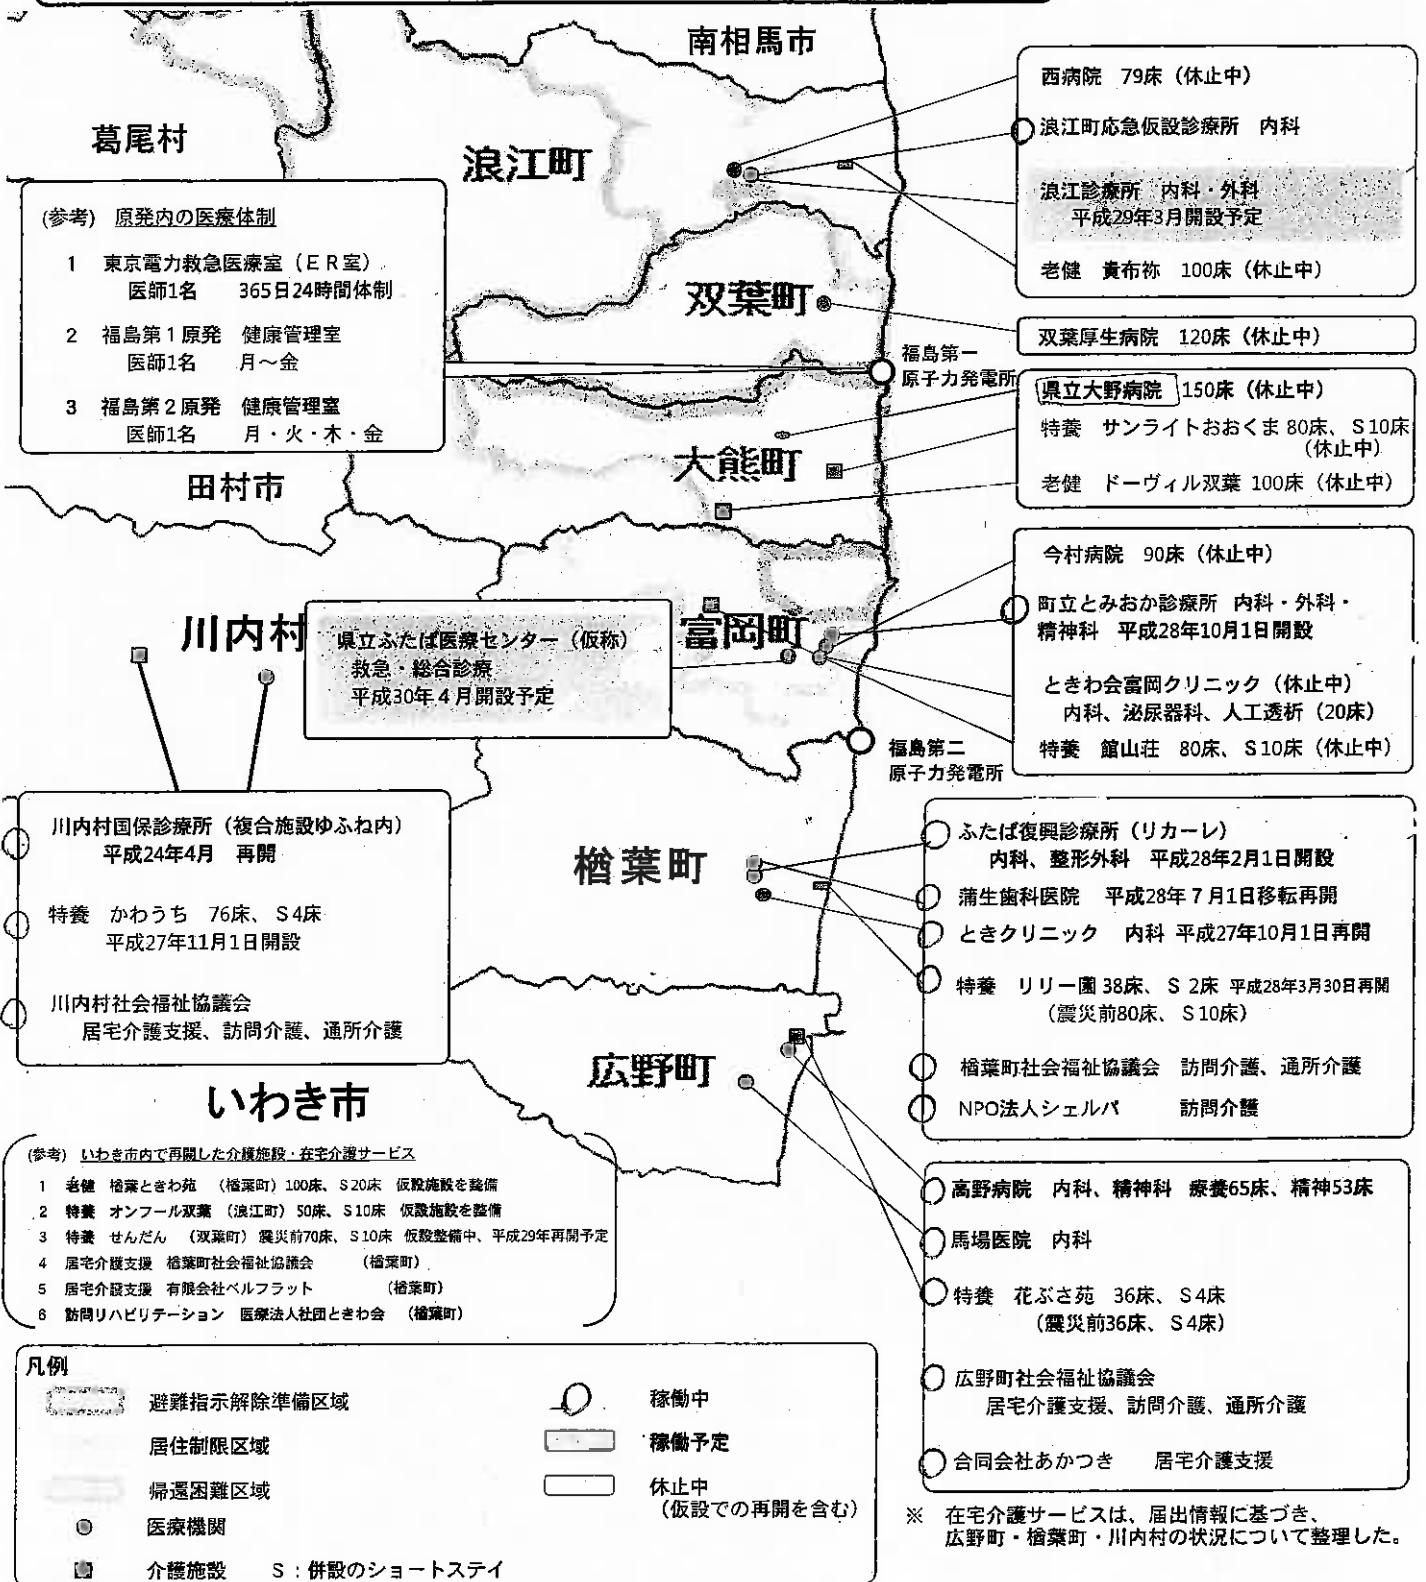 南相馬市
葛尾村
浪江町
西病院 79床（休止中）
浪江町応急仮設診療所 内科
浪江診療所 内科・外科
平成29年3月開設予定
老健 貴布祢 100床（休止中）
(参考) 原発内の医療体制
1 東京電力救急医療室（ＥＲ室）
医師1名 365日24時間体制
2 福島第１原発 健康管理室
医師1名 月～金
3 福島第２原発 健康管理室
医師1名 月・火・木・金
双葉町
双葉厚生病院 120床（休止中）
福島第一
原子力発電所
県立大野病院 150床（休止中）
特養 サンライトおおくま 80床、Ｓ10床
（休止中）
老健 ドーヴィル双葉 100床（休止中）
大熊町
田村市
今村病院 90床（休止中）
町立とみおか診療所 内科・外科・
精神科 平成28年10月1日開設
ときわ会富岡クリニック（休止中）
内科、泌尿器科、人工透析（20床）
特養 館山荘 80床、Ｓ10床（休止中）
川内村
県立ふたば医療センター（仮称）
救急・総合診療
平成30年４月開設予定
富岡町
福島第二
原子力発電所
川内村国保診療所（複合施設ゆふね内）
平成24年4月 再開
特養 かわうち 76床、Ｓ4床
平成27年11月1日開設
川内村社会福祉協議会
居宅介護支援、訪問介護、通所介護
楢葉町
ふたば復興診療所（リカーレ）
内科、整形外科 平成28年2月1日開設
蒲生歯科医院 平成28年７月1日移転再開
ときクリニック 内科 平成27年10月1日再開
特養 リリー園 38床、Ｓ 2床 平成28年3月30日再開
（震災前80床、Ｓ10床）
楢葉町社会福祉協議会 訪問介護、通所介護
NPO法人シェルパ 訪問介護
広野町
いわき市
(参考) いわき市内で再開した介護施設・在宅介護サービス
1 老健 楢葉ときわ苑 （楢葉町）100床、Ｓ20床 仮設施設を整備
2 特養 オンフール双葉 （浪江町）50床、Ｓ10床 仮設施設を整備
3 特養 せんだん （双葉町）震災前70床、Ｓ10床 仮設整備中、平成29年再開予定
4 居宅介護支援 楢葉町社会福祉協議会 （楢葉町）
5 居宅介護支援 有限会社ベルフラット （楢葉町）
6 訪問リハビリテーション 医療法人社団ときわ会 （楢葉町）
高野病院 内科、精神科 療養65床、精神53床
馬場医院 内科
特養 花ぶさ苑 36床、Ｓ4床
（震災前36床、Ｓ4床）
広野町社会福祉協議会
居宅介護支援、訪問介護、通所介護
合同会社あかつき 居宅介護支援
凡例
避難指示解除準備区域
居住制限区域
帰還困難区域
医療機関
介護施設 Ｓ：併設のショートステイ
稼働中
稼働予定
休止中
（仮設での再開を含む）
※ 在宅介護サービスは、届出情報に基づき、
広野町・楢葉町・川内村の状況について整理した。